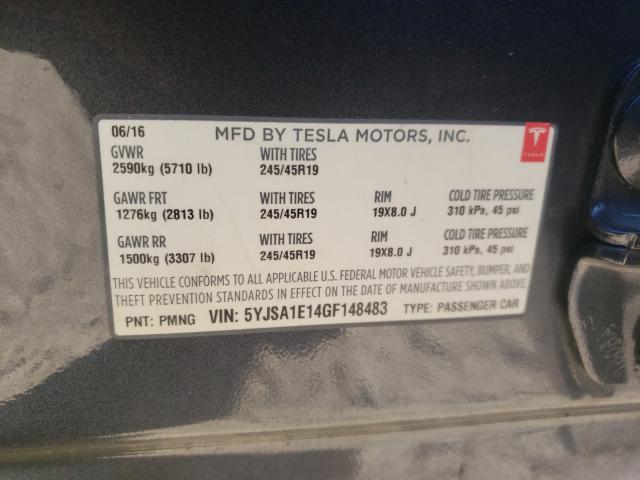 06/16 MFD BY TESLA MOTORS, INC.
TESLA
GVWR WITH TIRES
2590kg (5710 lb) 245/45R19
GAWR FRT WITH TIRES RIM COLD TIRE PRESSURE
1276kg (2813 lb) 245/45R19 19X8.0 J 310 kPa, 45 psi
GAWR RR WITH TIRES RIM COLD TIRE PRESSURE
1500kg (3307 lb) 245/45R19 19X8.0 J 310 kPa, 45 psi
THIS VEHICLE CONFORMS TO ALL APPLICABLE U.S. FEDERAL MOTOR VEHICLE SAFETY, BUMPER, AND
THEFT PREVENTION STANDARDS IN EFFECT ON THE DATE OF MANUFACTURE SHOWN ABOVE.
PNT: PMNG VIN: 5YJSA1E14GF148483 TYPE: PASSENGER CAR